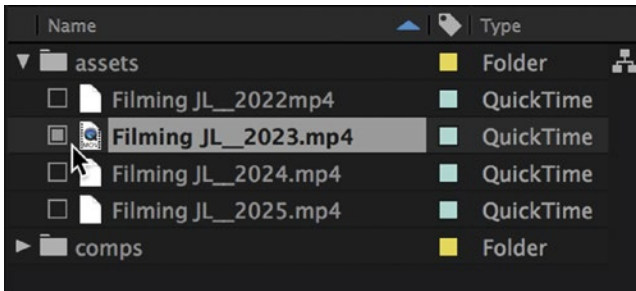 Name Type
assets Folder
Filming JL__2022mp4 QuickTime
Filming JL__2023.mp4 QuickTime
Filming JL__2024.mp4 QuickTime
Filming JL__2025.mp4 QuickTime
comps Folder